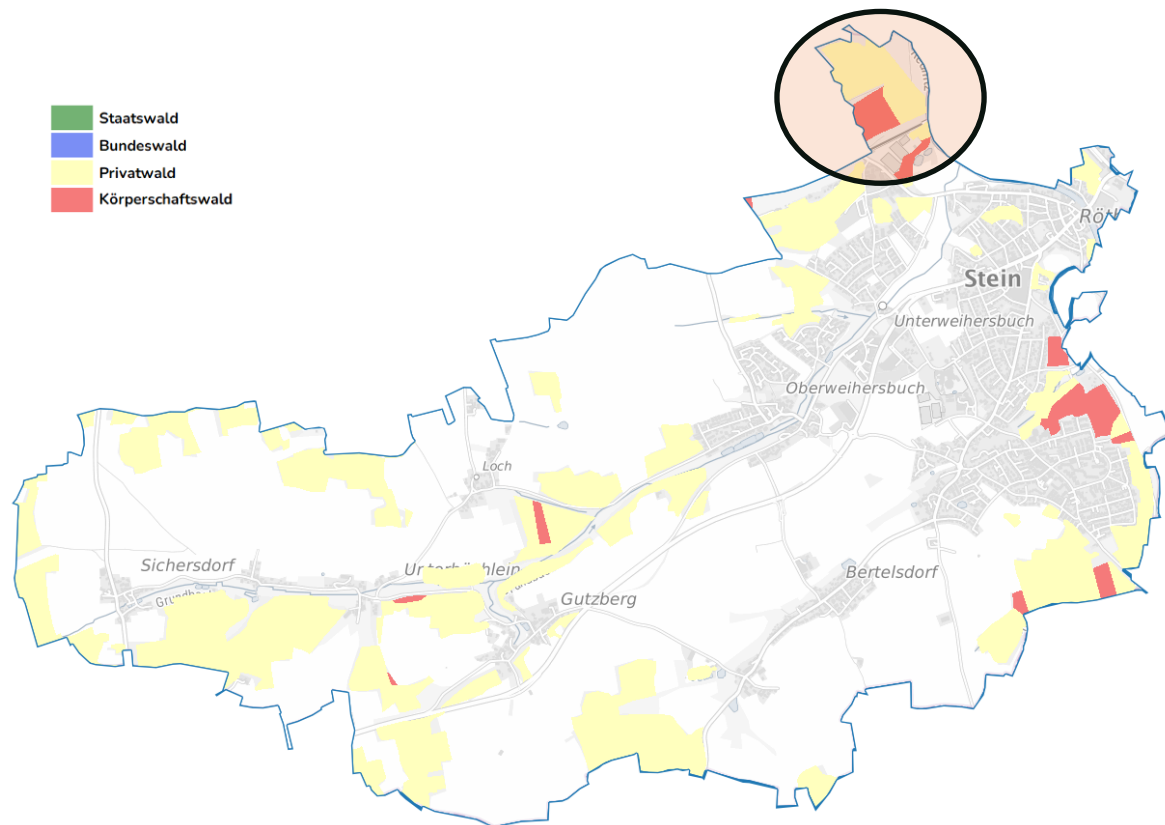 Staatswald
Bundeswald
Privatwald
Körperschaftswald
Stein
Unterweihersbuch
Oberweihersbuch
Loch
Sichersdorf
Gutzberg
Bertelsdorf